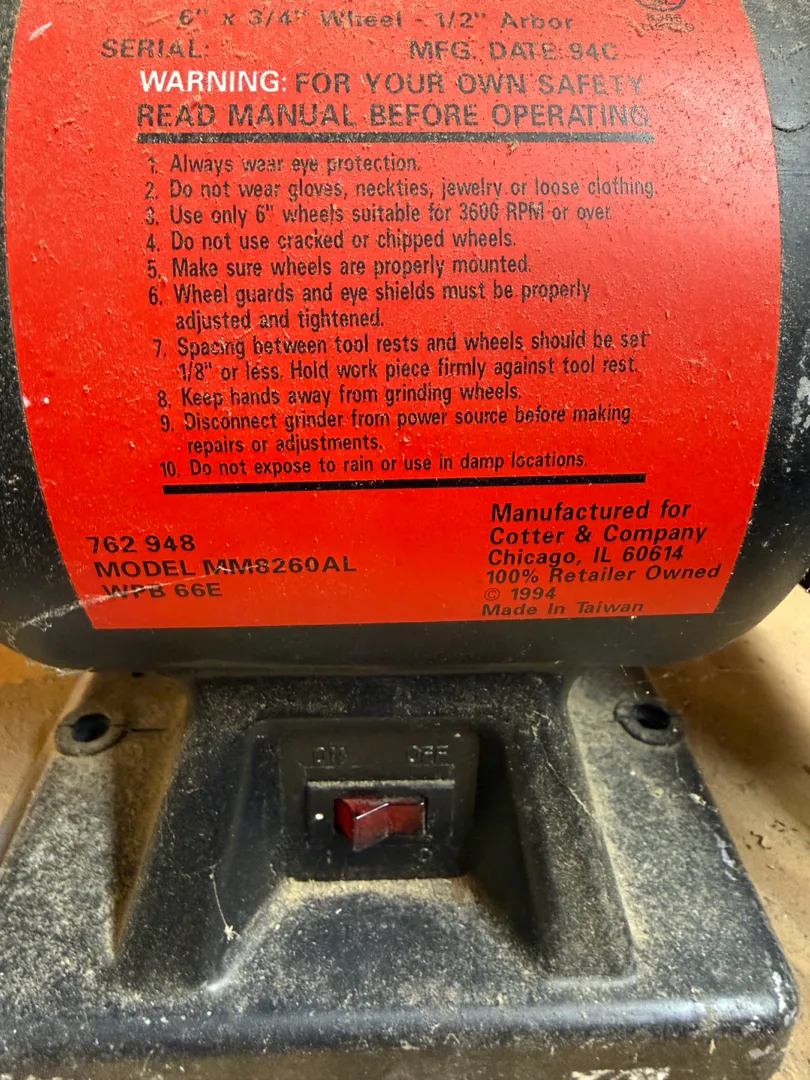 6" x 3/4" Wheel - 1/2" Arbor
SERIAL: MFG. DATE 94C
WARNING: FOR YOUR OWN SAFETY
READ MANUAL BEFORE OPERATING
1. Always wear eye protection.
2. Do not wear gloves, neckties, jewelry or loose clothing.
3. Use only 6" wheels suitable for 3600 RPM or over
4. Do not use cracked or chipped wheels.
5. Make sure wheels are properly mounted.
6. Wheel guards and eye shields must be properly
adjusted and tightened.
7. Spacing between tool rests and wheels should be set
1/8" or less. Hold work piece firmly against tool rest.
8. Keep hands away from grinding wheels.
9. Disconnect grinder from power source before making
repairs or adjustments.
10. Do not expose to rain or use in damp locations.
762 948
MODEL MM8260AL
WPB 66E
Manufactured for
Cotter & Company
Chicago, IL 60614
100% Retailer Owned
© 1994
Made In Taiwan
ON OFF